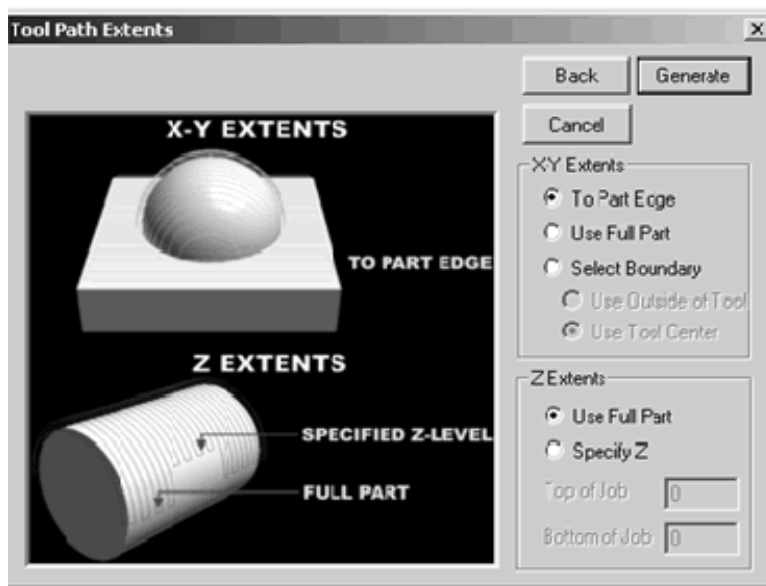 Tool Path Extents
Back
Generate
Cancel
X-Y EXTENTS
TO PART EDGE
Z EXTENTS
SPECIFIED Z-LEVEL
FULL PART
X-Y Extents
To Part Edge
Use Full Part
Select Boundary
Use Outside of Tool
Use Tool Center
Z Extents
Use Full Part
Specify Z
Top of Job 0
Bottom of Job 0